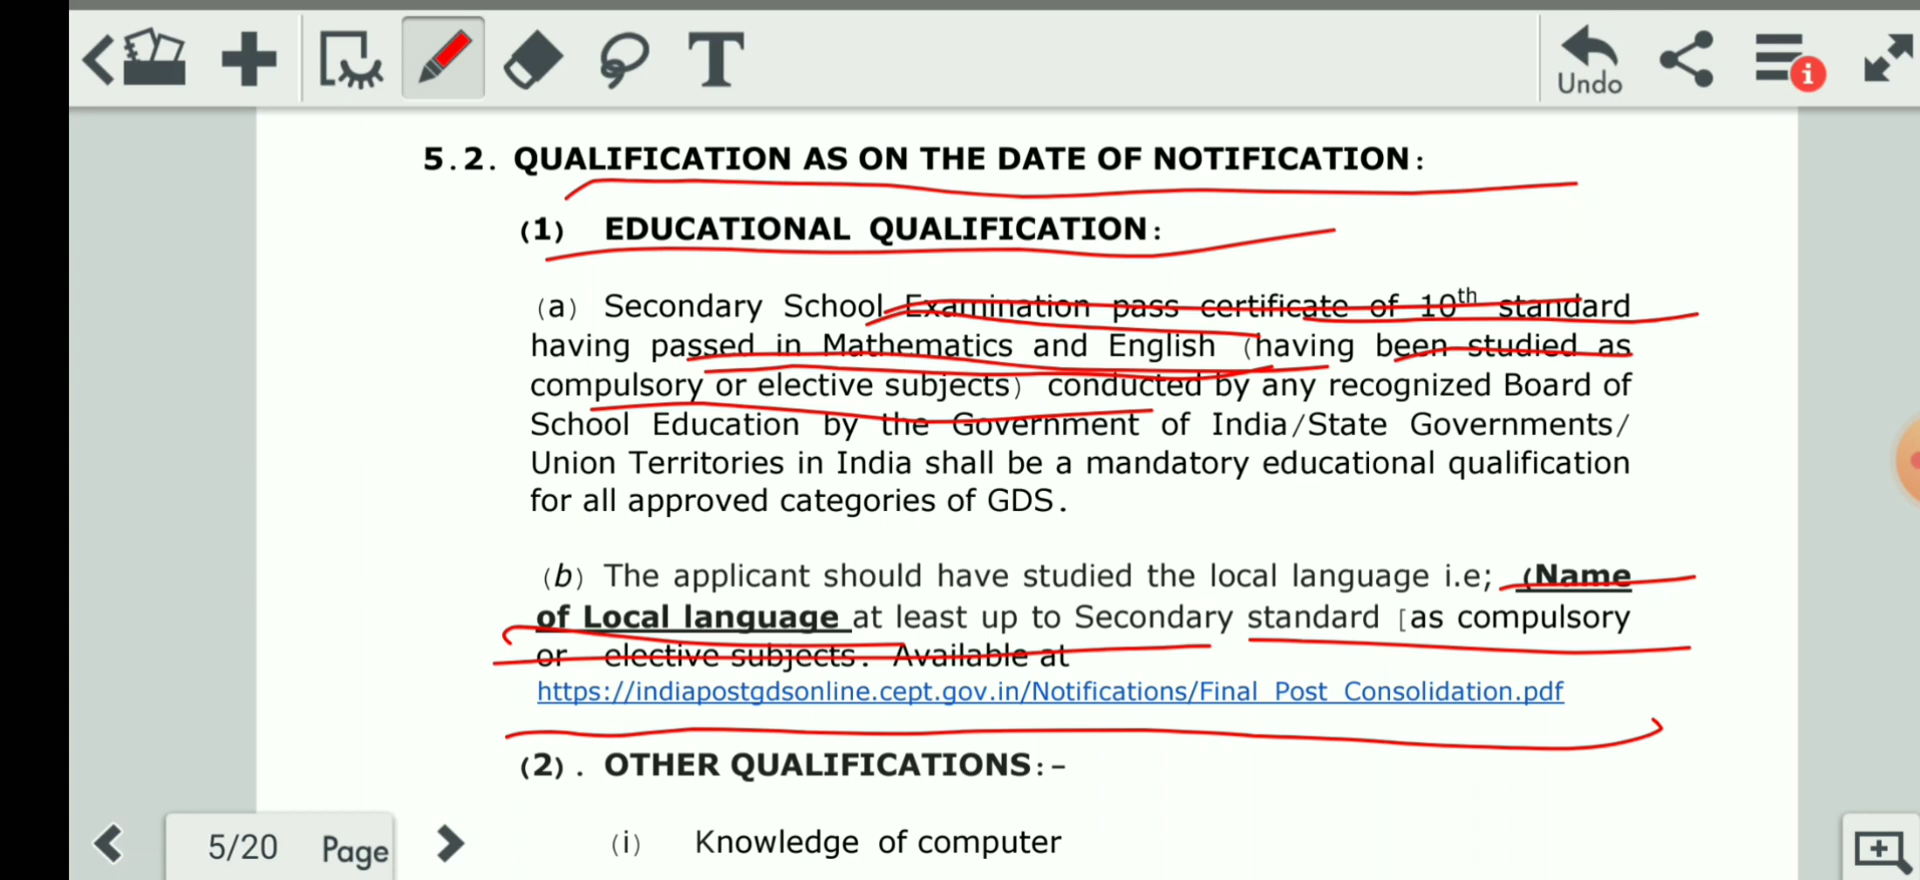 Undo
5.2. QUALIFICATION AS ON THE DATE OF NOTIFICATION:
(1) EDUCATIONAL QUALIFICATION:
(a) Secondary School Examination pass certificate of 10th standard
having passed in Mathematics and English (having been studied as
compulsory or elective subjects) conducted by any recognized Board of
School Education by the Government of India/State Governments/
Union Territories in India shall be a mandatory educational qualification
for all approved categories of GDS.
(b) The applicant should have studied the local language i.e; (Name
of Local language at least up to Secondary standard [as compulsory
or elective subjects. Available at
https://indiapostgdsonline.cept.gov.in/Notifications/Final_Post_Consolidation.pdf
(2). OTHER QUALIFICATIONS:-
(i) Knowledge of computer
5/20 Page